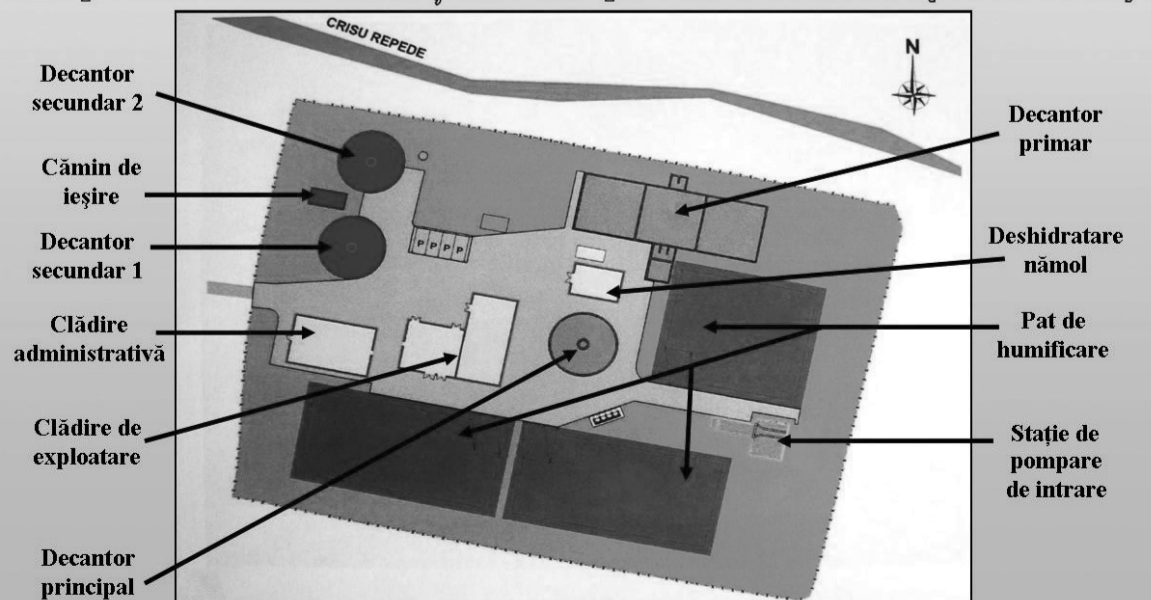 CRISU REPEDE
N
Decantor
secundar 2
Cămin de
ieșire
Decantor
secundar 1
Clădire
administrativă
Clădire de
exploatare
Decantor
principal
P P P P
Decantor
primar
Deshidratare
nămol
Pat de
humificare
Stație de
pompare
de intrare